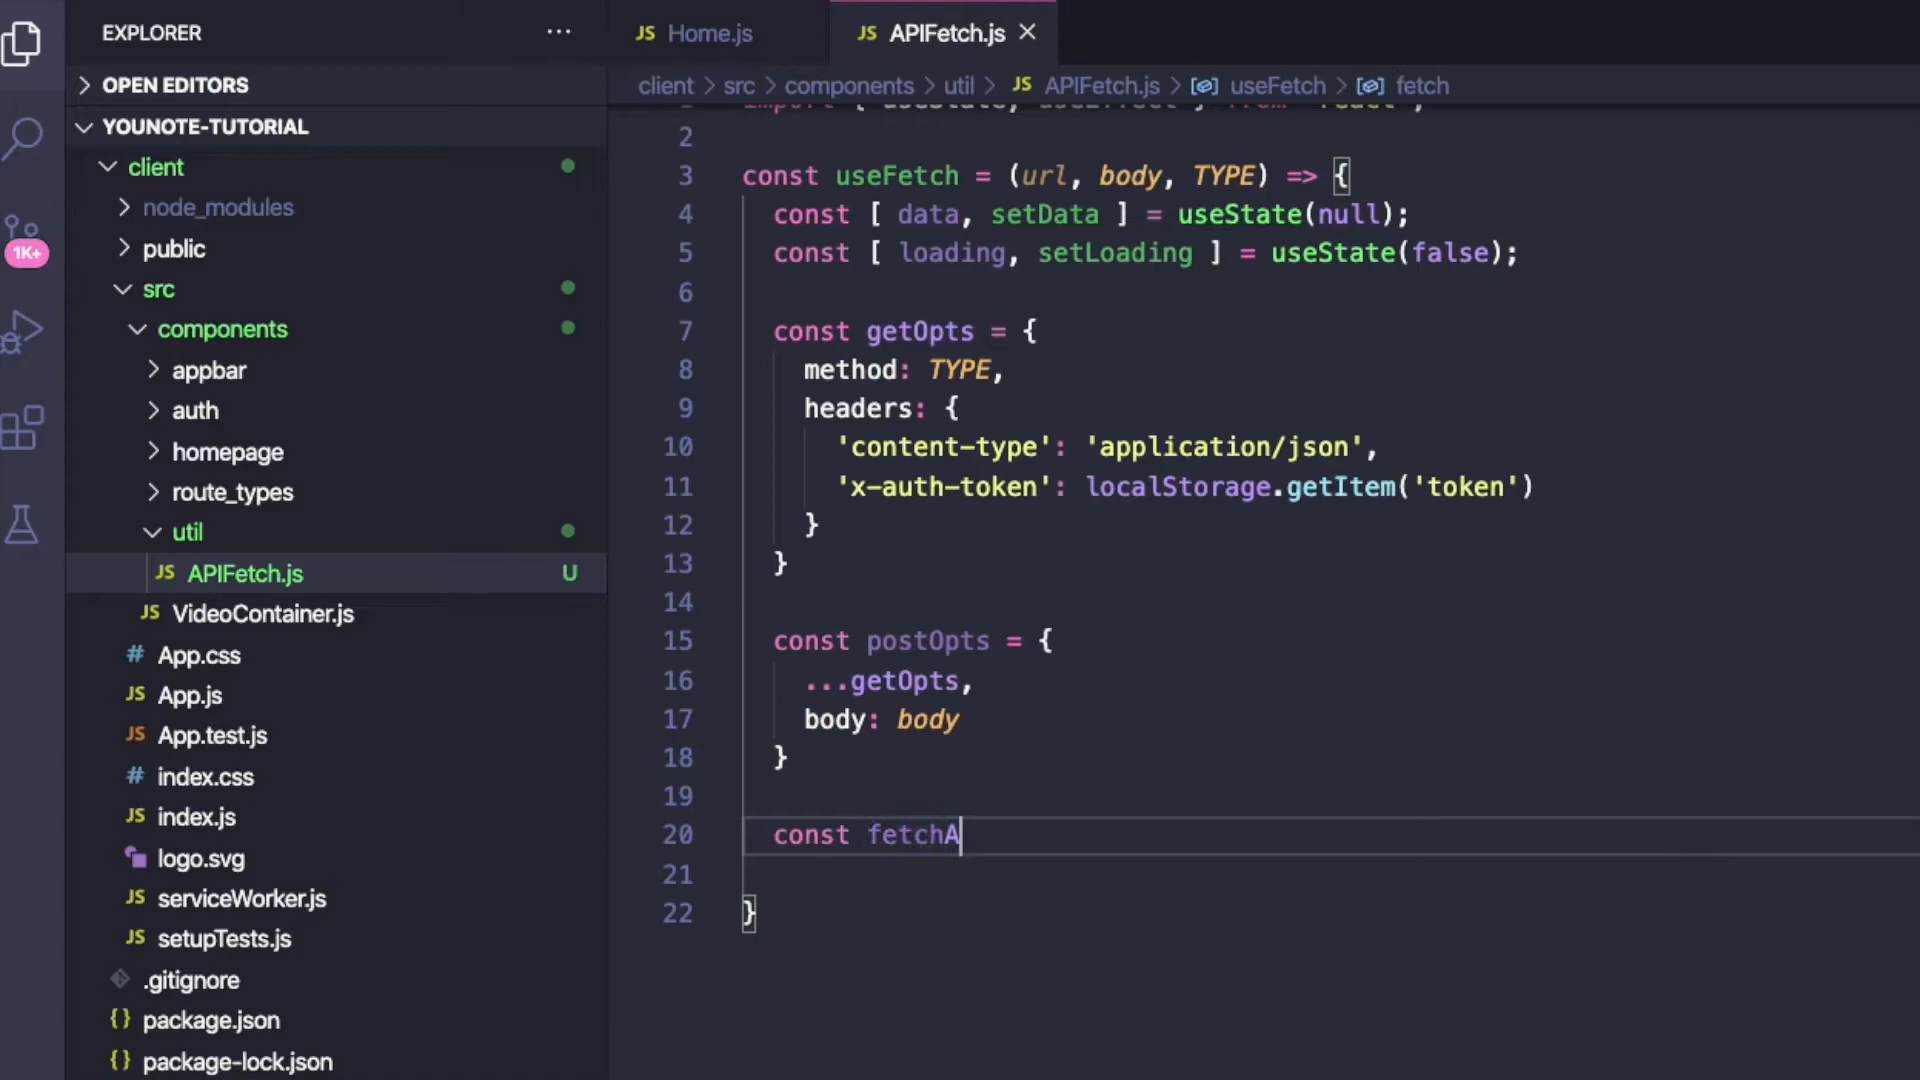 EXPLORER
...
OPEN EDITORS
YOUNOTE-TUTORIAL
client
node_modules
public
src
components
appbar
auth
homepage
route_types
util
JS APIFetch.js U
JS VideoContainer.js
# App.css
JS App.js
JS App.test.js
# index.css
JS index.js
logo.svg
JS serviceWorker.js
JS setupTests.js
.gitignore
{} package.json
{} package-lock.json
1K+
JS Home.js
JS APIFetch.js ×
client > src > components > util > JS APIFetch.js > useFetch > fetch
1 import { useState, useEffect } from 'react';
2
3 const useFetch = (url, body, TYPE) => {
4 const [ data, setData ] = useState(null);
5 const [ loading, setLoading ] = useState(false);
6
7 const getOpts = {
8 method: TYPE,
9 headers: {
10 'content-type': 'application/json',
11 'x-auth-token': localStorage.getItem('token')
12 }
13 }
14
15 const postOpts = {
16 ...getOpts,
17 body: body
18 }
19
20 const fetchA
21
22 }